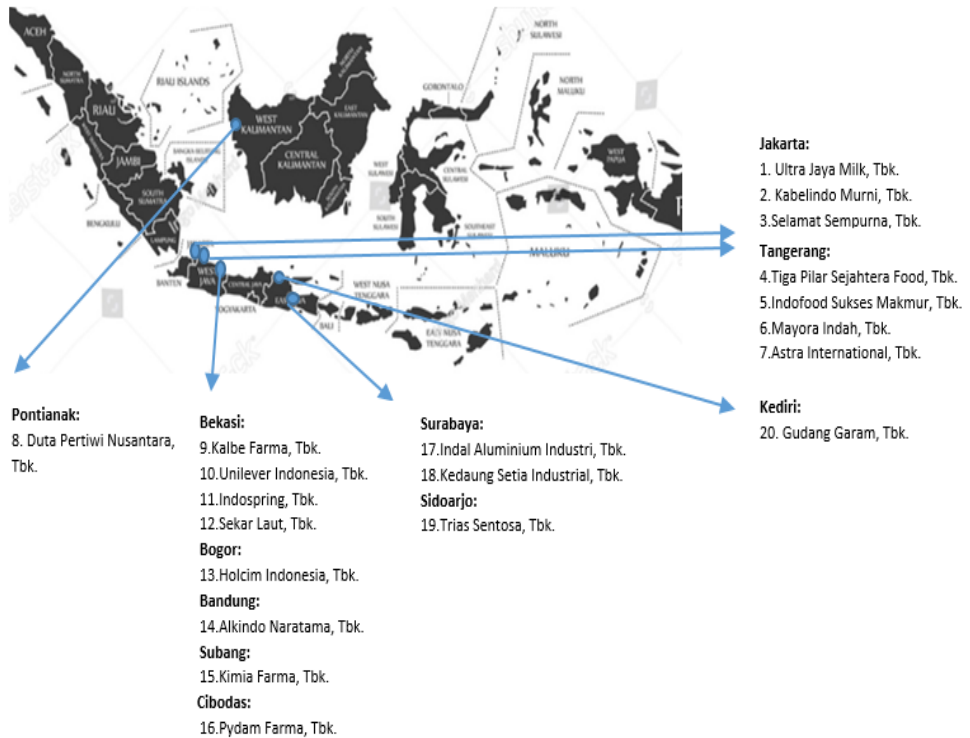 ACEH
NORTH
SUMATRA
RIAU
RIAU ISLANDS
JAMBI
SOUTH
SUMATRA
BENGKULU
LAMPUNG
BANGKA-BELITUNG
ISLANDS
WEST
KALIMANTAN
CENTRAL
KALIMANTAN
EAST
KALIMANTAN
NORTH
KALIMANTAN
GORONTALO
NORTH
SULAWESI
NORTH
MALUKU
WEST
SULAWESI
CENTRAL
SULAWESI
SOUTH
SULAWESI
SOUTHEAST
SULAWESI
WEST
PAPUA
MALUKU
BANTEN
WEST
JAVA
CENTRAL JAVA
YOGYAKARTA
BALI
WEST NUSA
TENGGARA
EAST NUSA
TENGGARA
Jakarta:
1. Ultra Jaya Milk, Tbk.
2. Kabelindo Murni, Tbk.
3.Selamat Sempurna, Tbk.
Tangerang:
4.Tiga Pilar Sejahtera Food, Tbk.
5.Indofood Sukses Makmur, Tbk.
6.Mayora Indah, Tbk.
7.Astra International, Tbk.
Kediri:
20. Gudang Garam, Tbk.
Pontianak:
8. Duta Pertiwi Nusantara,
Tbk.
Bekasi:
9.Kalbe Farma, Tbk.
10.Unilever Indonesia, Tbk.
11.Indospring, Tbk.
12.Sekar Laut, Tbk.
Bogor:
13.Holcim Indonesia, Tbk.
Bandung:
14.Alkindo Naratama, Tbk.
Subang:
15.Kimia Farma, Tbk.
Cibodas:
16.Pydam Farma, Tbk.
Surabaya:
17.Indal Aluminium Industri, Tbk.
18.Kedaung Setia Industrial, Tbk.
Sidoarjo:
19.Trias Sentosa, Tbk.